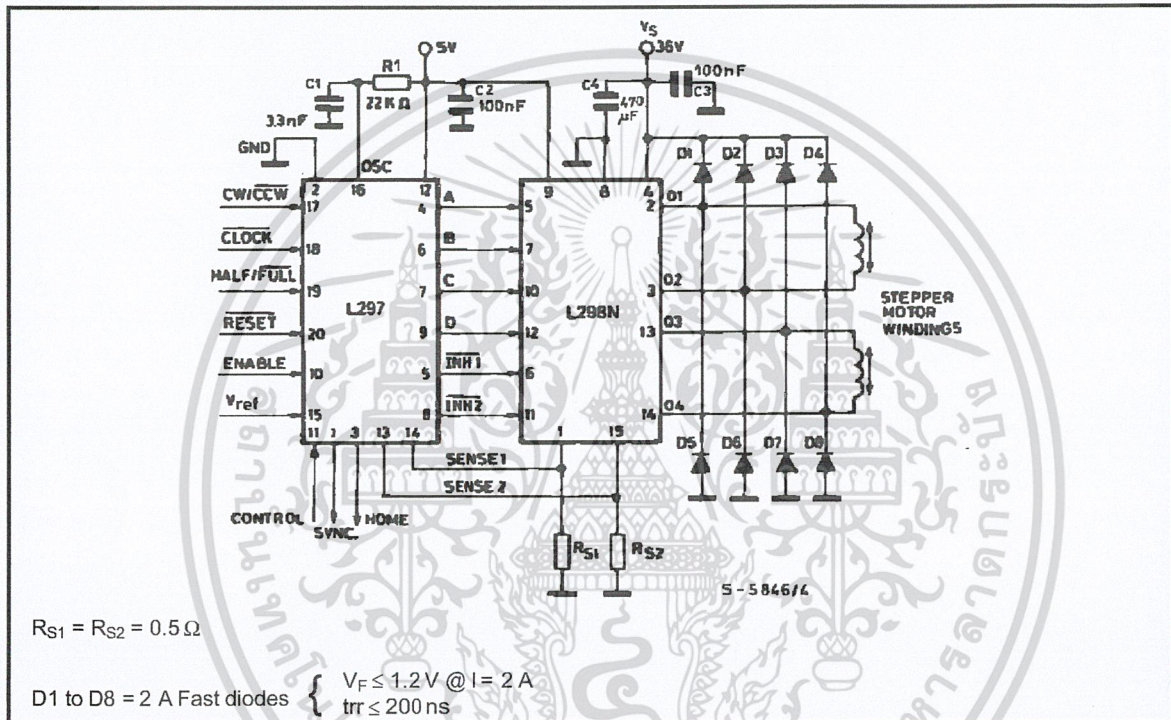 5V
Vs
36V
R1
22KΩ
C1
3.3nF
C2
100nF
C4
470
µF
100nF
C3
GND
OSC
2 16 12
9 8 4
D1 D2 D3 D4
CW/CCW
17
4
A
5
2
O1
CLOCK
18
6
B
7
HALF/FULL
19
7
C
10
3
O2
L297
L298N
STEPPER
MOTOR
WINDINGS
RESET
20
9
D
12
13
O3
ENABLE
10
5
INH1
6
Vref
15
8
INH2
11
14
O4
11 1 3 13 14
1 15
D5 D6 D7 D8
SENSE1
SENSE2
CONTROL
SYNC.
HOME
RS1
RS2
S-5846/4
RS1 = RS2 = 0.5 Ω
D1 to D8 = 2 A Fast diodes { VF ≤ 1.2 V @ I = 2 A
trr ≤ 200 ns